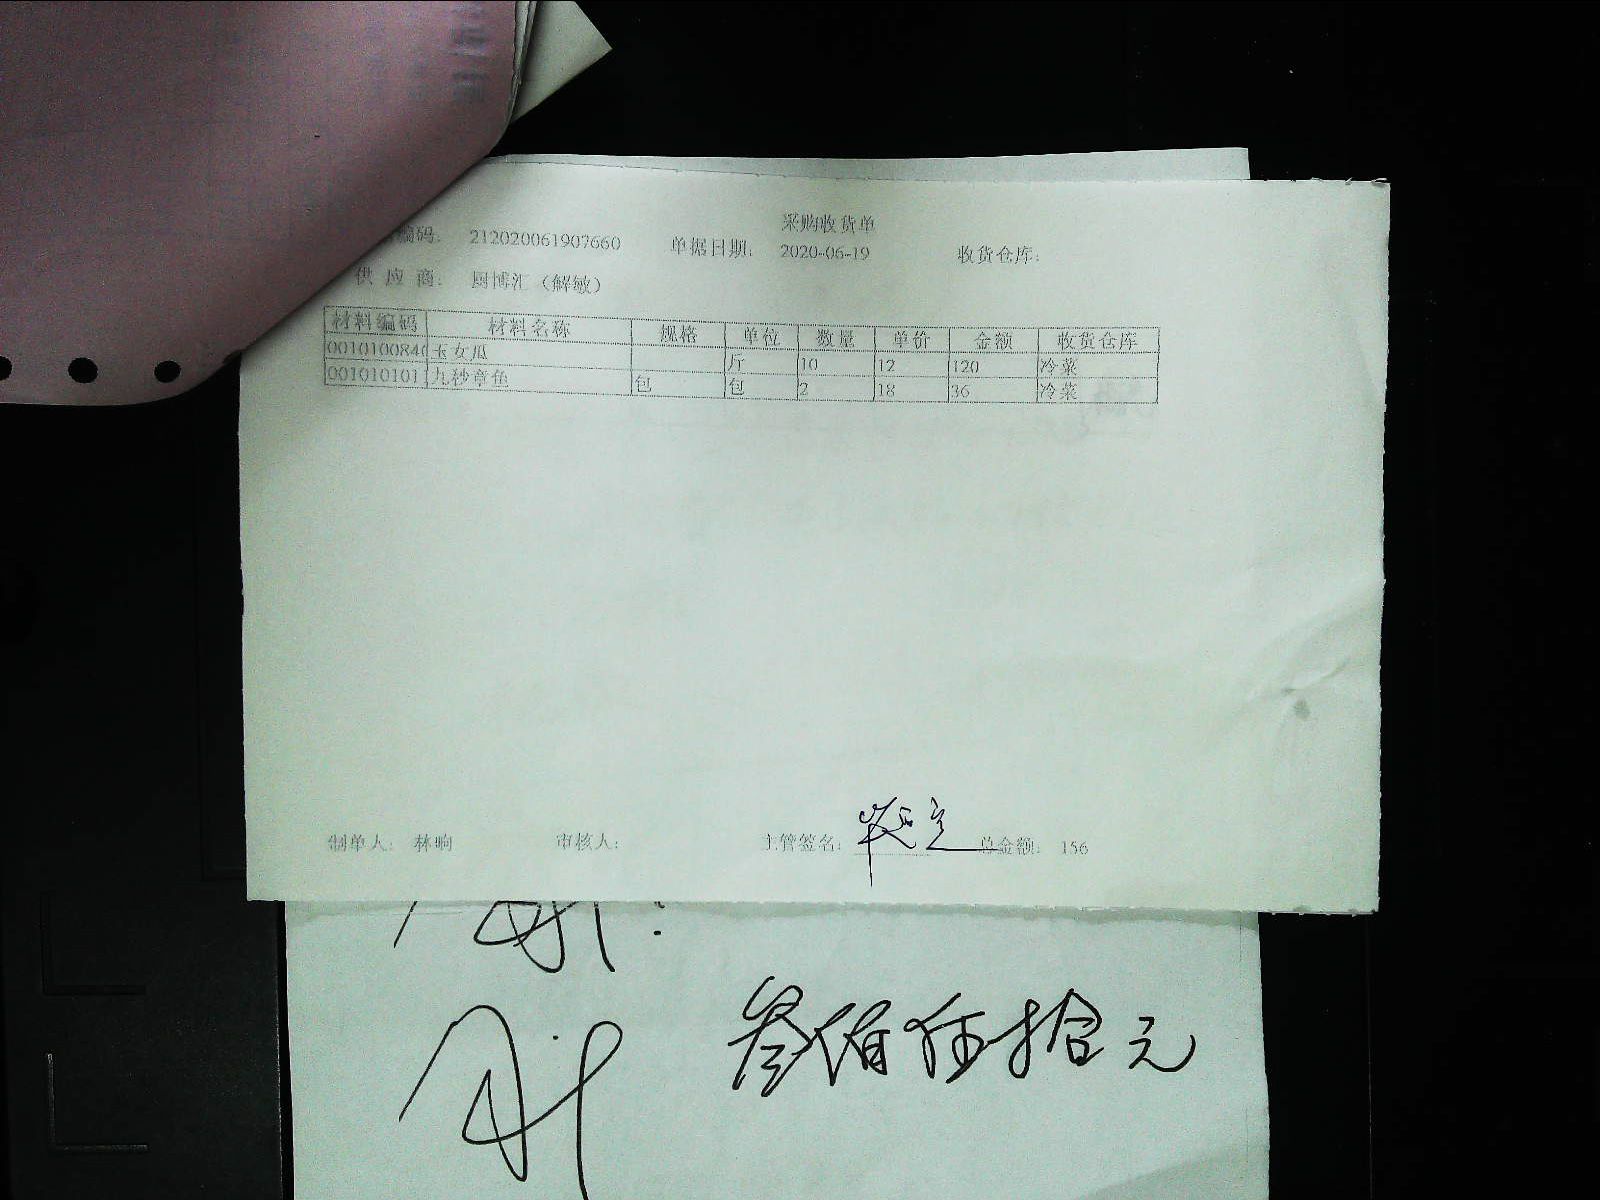 采购收货单
编码: 212020061907660 单据日期: 2020-06-19 收货仓库:
供应商: 厨博汇（解敏）
材料编码 材料名称 规格 单位 数量 单价 金额 收货仓库
001010084 玉女瓜 斤 10 12 120 冷菜
001010101 九秒章鱼 包 包 2 18 36 冷菜
制单人: 林晌 审核人: 主管签名: 总金额: 156
叁佰伍拾元